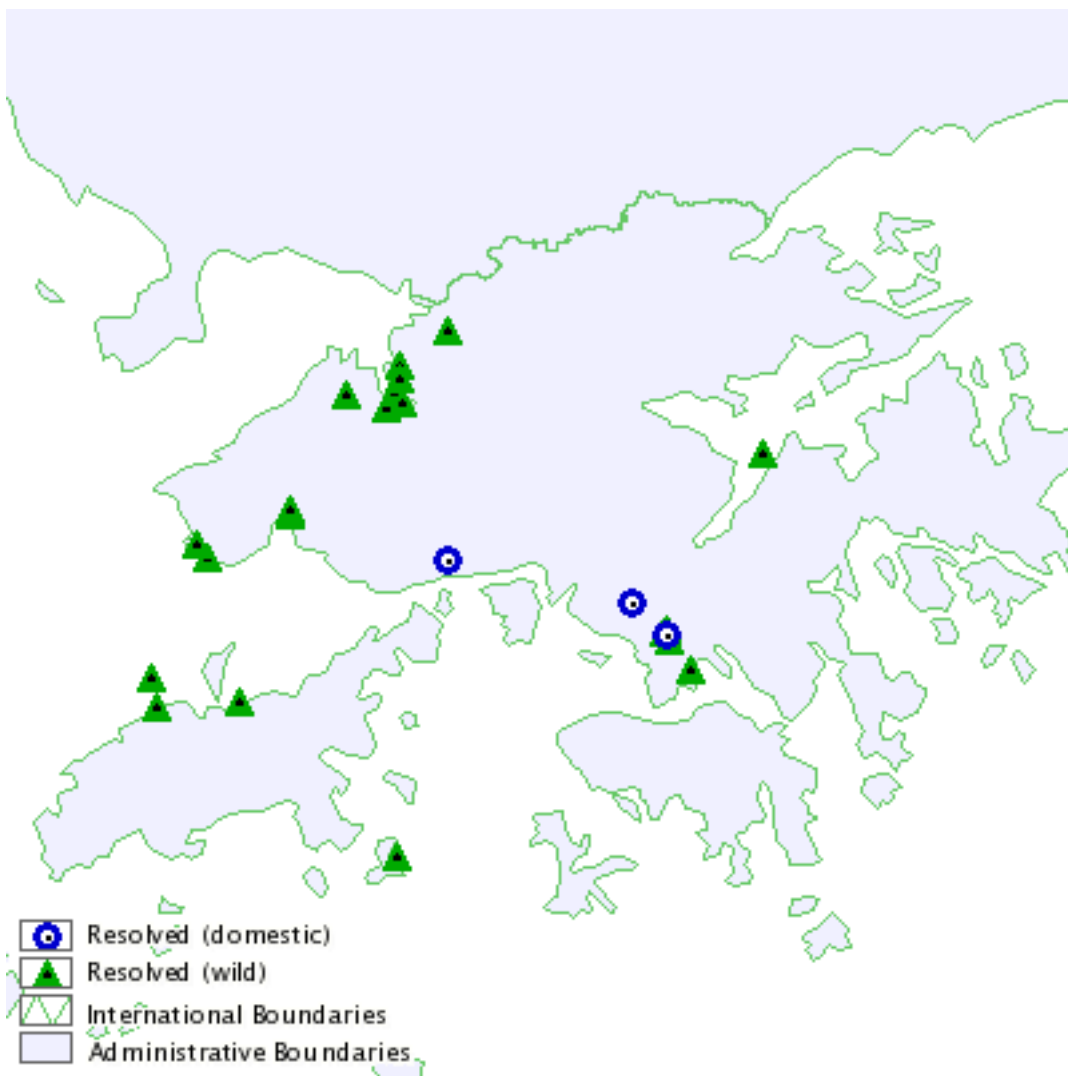 Resolved (domestic)
Resolved (wild)
International Boundaries
Administrative Boundaries